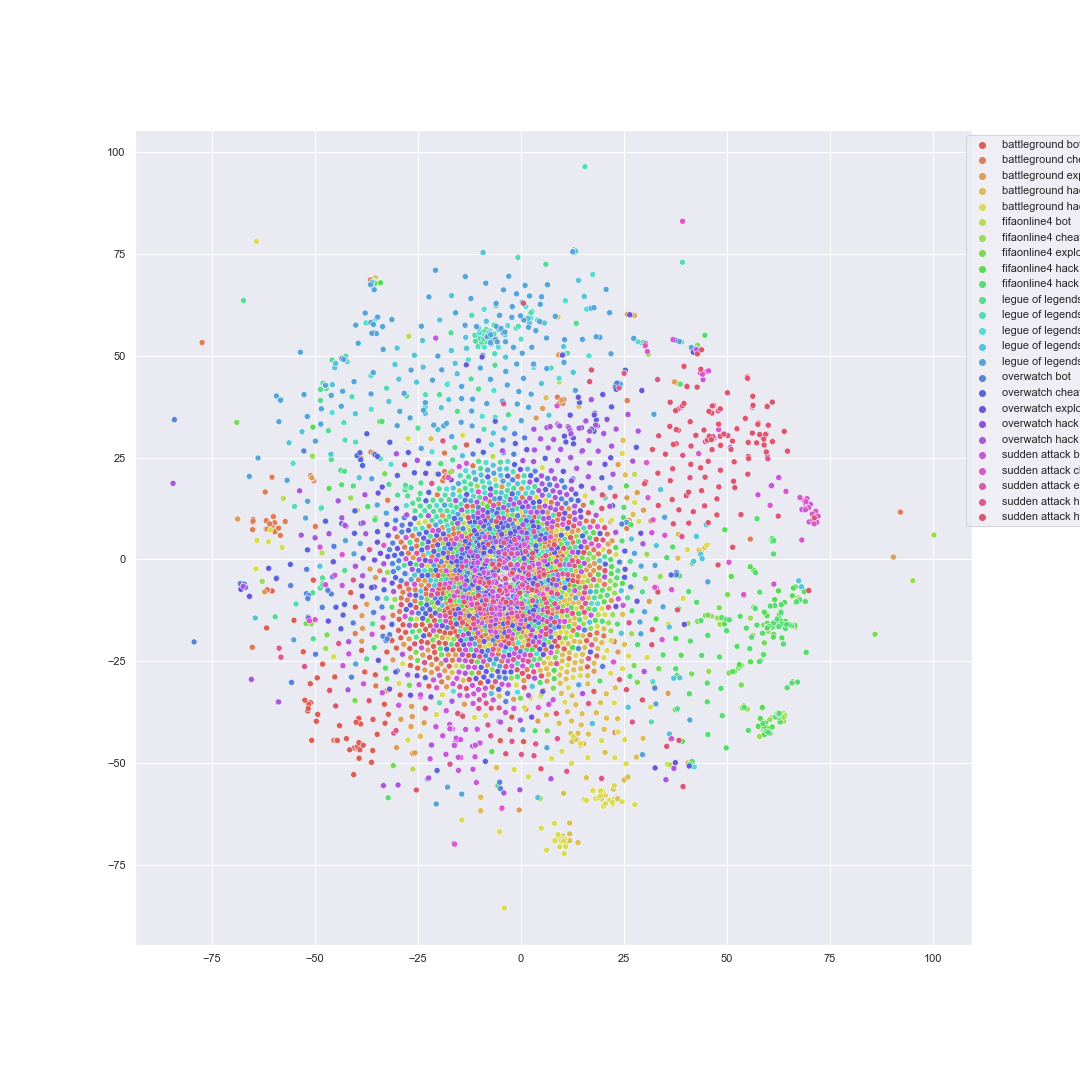 100
75
50
25
0
−25
−50
−75
−75
−50
−25
0
25
50
75
100
battleground bot
battleground che
battleground exp
battleground hac
battleground hac
fifaonline4 bot
fifaonline4 cheat
fifaonline4 explo
fifaonline4 hack
fifaonline4 hack
legue of legends
legue of legends
legue of legends
legue of legends
legue of legends
overwatch bot
overwatch cheat
overwatch explo
overwatch hack
overwatch hack
sudden attack b
sudden attack cl
sudden attack e
sudden attack h
sudden attack h